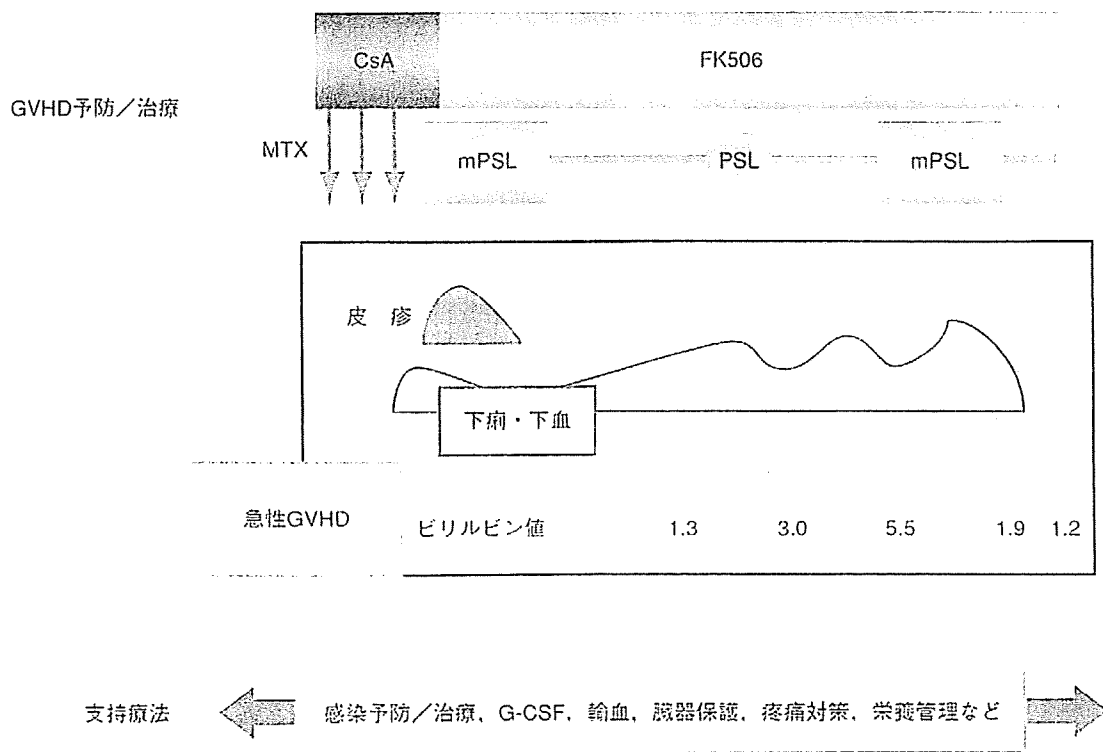 CsA
FK506
GVHD予防／治療
MTX
mPSL
PSL
mPSL
皮　疹
下痢・下血
急性GVHD
ビリルビン値 1.3 3.0 5.5 1.9 1.2
支持療法
感染予防／治療，G-CSF，輸血，臓器保護，疼痛対策，栄養管理など